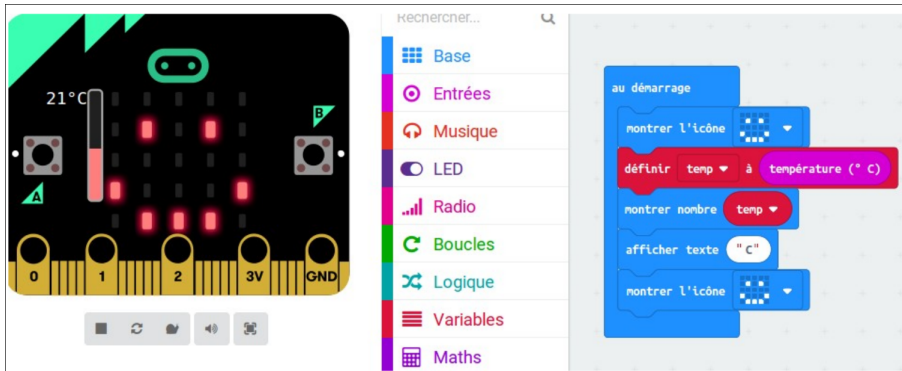 21°C
B
A
0 1 2 3V GND
Rechercher...
Base
Entrées
Musique
LED
Radio
Boucles
Logique
Variables
Maths
au démarrage
montrer l'icône
définir temp à température (° C)
montrer nombre temp
afficher texte "C"
montrer l'icône